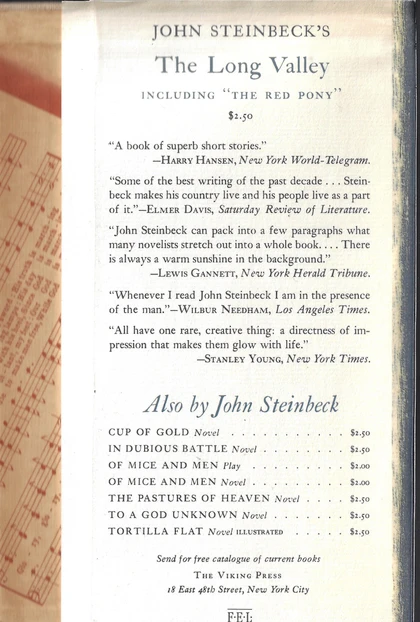 JOHN STEINBECK'S
The Long Valley
INCLUDING "THE RED PONY"
$2.50
"A book of superb short stories."
—HARRY HANSEN, New York World-Telegram.
"Some of the best writing of the past decade . . . Stein-
beck makes his country live and his people live as a part
of it."—ELMER DAVIS, Saturday Review of Literature.
"John Steinbeck can pack into a few paragraphs what
many novelists stretch out into a whole book. . . . There
is always a warm sunshine in the background."
—LEWIS GANNETT, New York Herald Tribune.
"Whenever I read John Steinbeck I am in the presence
of the man."—WILBUR NEEDHAM, Los Angeles Times.
"All have one rare, creative thing: a directness of im-
pression that makes them glow with life."
—STANLEY YOUNG, New York Times.
Also by John Steinbeck
CUP OF GOLD Novel . . . . . . . . . . . $2.50
IN DUBIOUS BATTLE Novel . . . . . . . . $2.50
OF MICE AND MEN Play . . . . . . . . . $2.00
OF MICE AND MEN Novel . . . . . . . . . $2.00
THE PASTURES OF HEAVEN Novel . . . . $2.50
TO A GOD UNKNOWN Novel . . . . . . . $2.50
TORTILLA FLAT Novel ILLUSTRATED . . . . . $2.50
Send for free catalogue of current books
THE VIKING PRESS
18 East 48th Street, New York City
F·E·L: